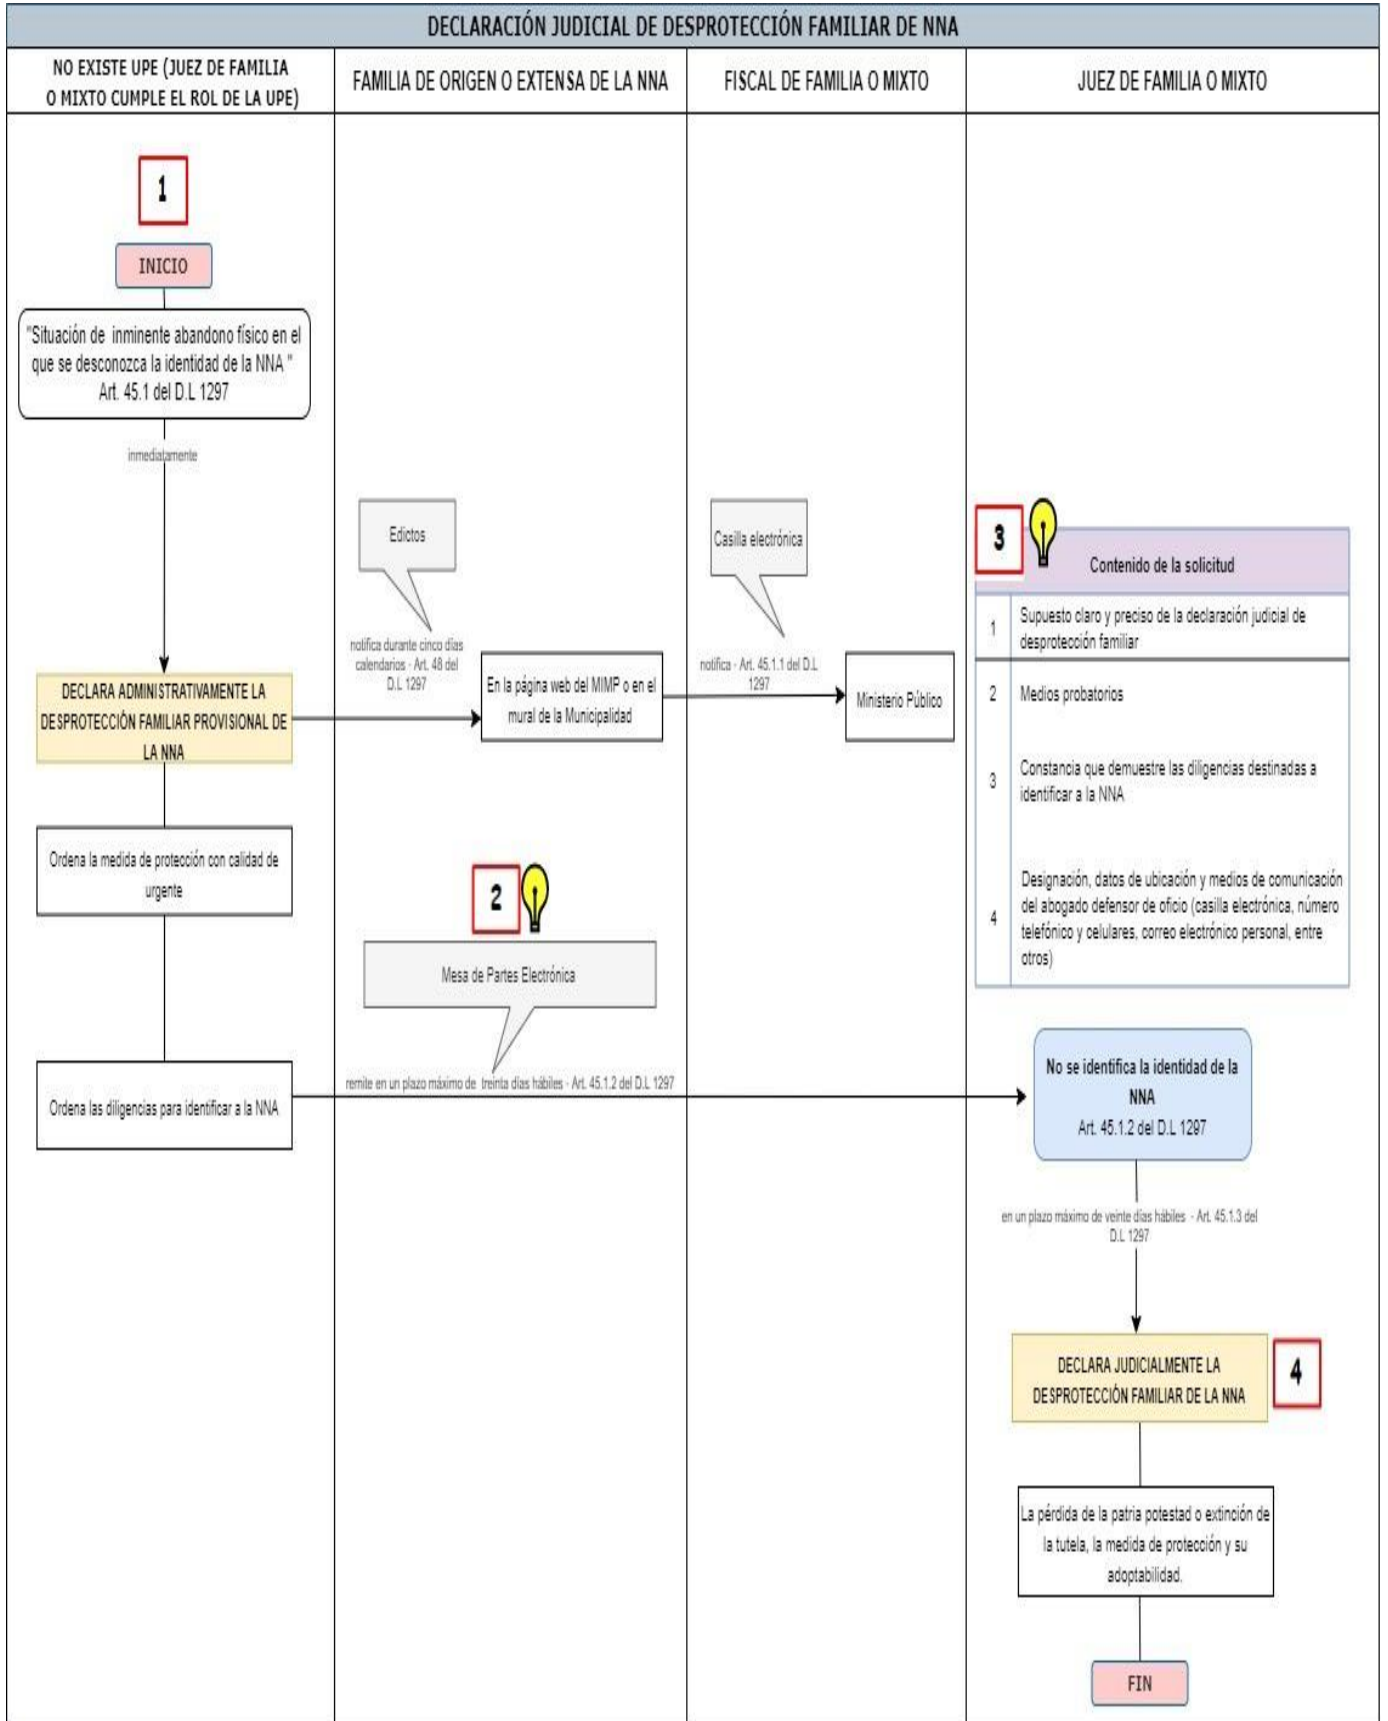 DECLARACIÓN JUDICIAL DE DESPROTECCIÓN FAMILIAR DE NNA
NO EXISTE UPE (JUEZ DE FAMILIA
O MIXTO CUMPLE EL ROL DE LA UPE)
FAMILIA DE ORIGEN O EXTENSA DE LA NNA
FISCAL DE FAMILIA O MIXTO
JUEZ DE FAMILIA O MIXTO
1
INICIO
"Situación de inminente abandono físico en el
que se desconozca la identidad de la NNA "
Art. 45.1 del D.L 1297
inmediatamente
DECLARA ADMINISTRATIVAMENTE LA
DESPROTECCIÓN FAMILIAR PROVISIONAL DE
LA NNA
Ordena la medida de protección con calidad de
urgente
Ordena las diligencias para identificar a la NNA
Edictos
notifica durante cinco días
calendarios - Art. 48 del
D.L 1297
En la página web del MIMP o en el
mural de la Municipalidad
2
Mesa de Partes Electrónica
remite en un plazo máximo de treinta días hábiles - Art. 45.1.2 del D.L 1297
Casilla electrónica
notifica - Art. 45.1.1 del D.L
1297
Ministerio Público
3
Contenido de la solicitud
1
Supuesto claro y preciso de la declaración judicial de
desprotección familiar
2
Medios probatorios
3
Constancia que demuestre las diligencias destinadas a
identificar a la NNA
4
Designación, datos de ubicación y medios de comunicación
del abogado defensor de oficio (casilla electrónica, número
telefónico y celulares, correo electrónico personal, entre
otros)
No se identifica la identidad de la
NNA
Art. 45.1.2 del D.L 1297
en un plazo máximo de veinte días hábiles - Art. 45.1.3 del
D.L 1297
DECLARA JUDICIALMENTE LA
DESPROTECCIÓN FAMILIAR DE LA NNA
4
La pérdida de la patria potestad o extinción de
la tutela, la medida de protección y su
adoptabilidad.
FIN